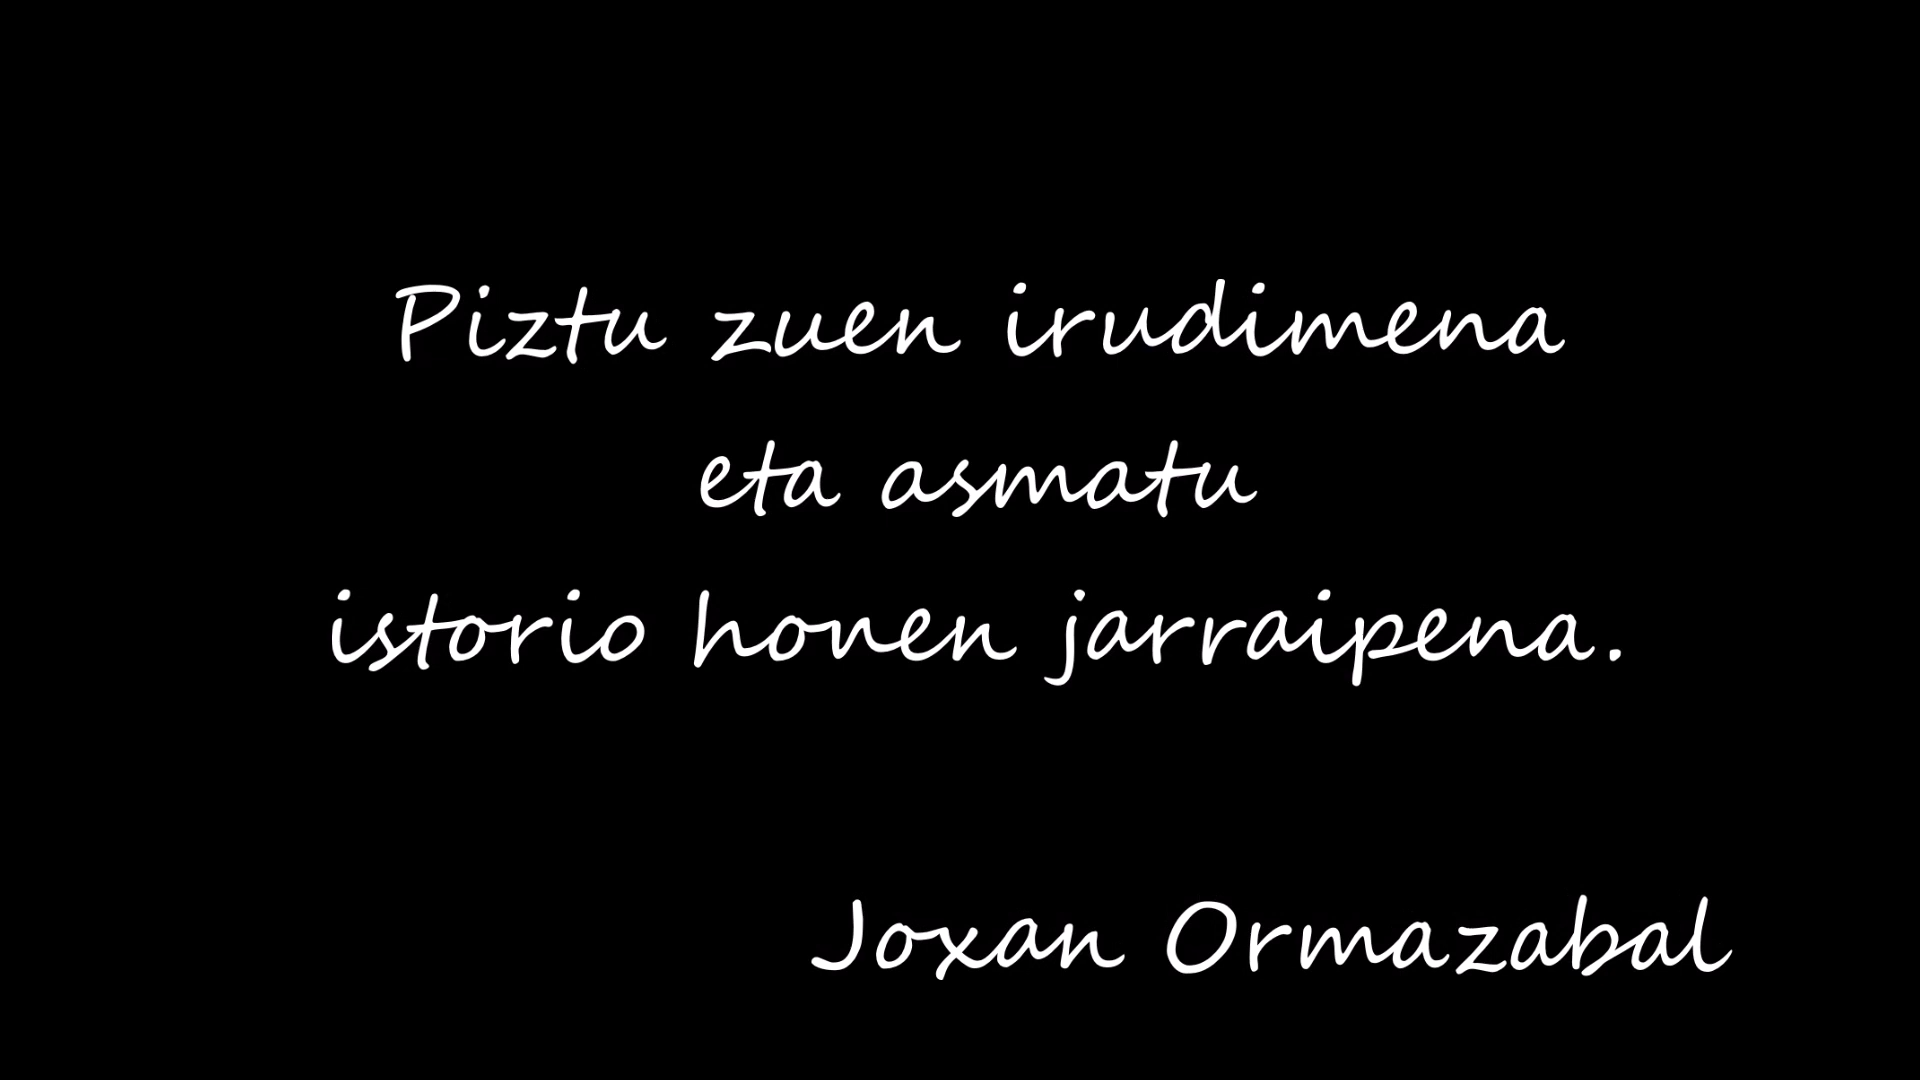 Piztu zuen irudimena
eta asmatu
istorio honen jarraipena.
Joxan Ormazabal